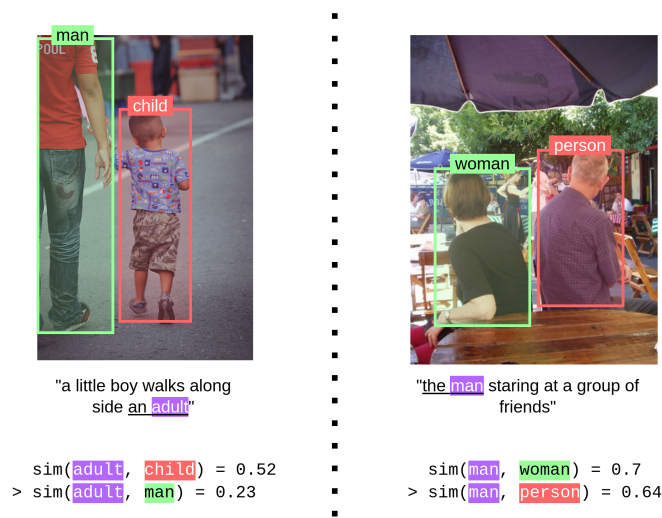 man
POOL
child
"a little boy walks along
side an adult"
sim(adult, child) = 0.52
> sim(adult, man) = 0.23
person
woman
"the man staring at a group of
friends"
sim(man, woman) = 0.7
> sim(man, person) = 0.64